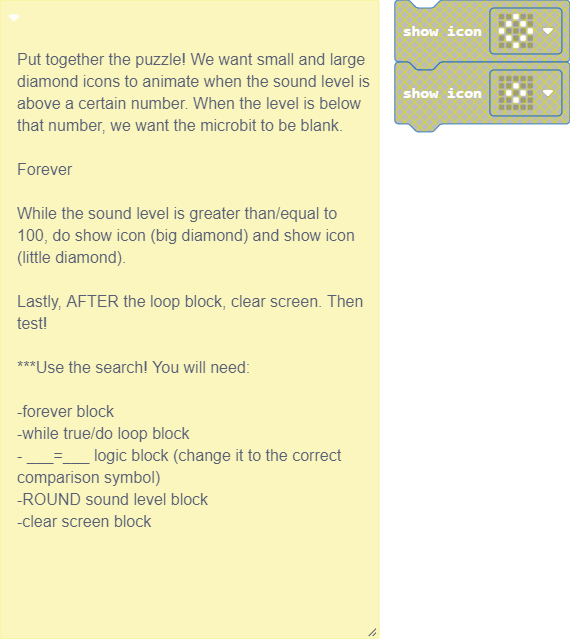 Put together the puzzle! We want small and large
diamond icons to animate when the sound level is
above a certain number. When the level is below
that number, we want the microbit to be blank.
Forever
While the sound level is greater than/equal to
100, do show icon (big diamond) and show icon
(little diamond).
Lastly, AFTER the loop block, clear screen. Then
test!
***Use the search! You will need:
-forever block
-while true/do loop block
- ___=___ logic block (change it to the correct
comparison symbol)
-ROUND sound level block
-clear screen block
show icon
show icon